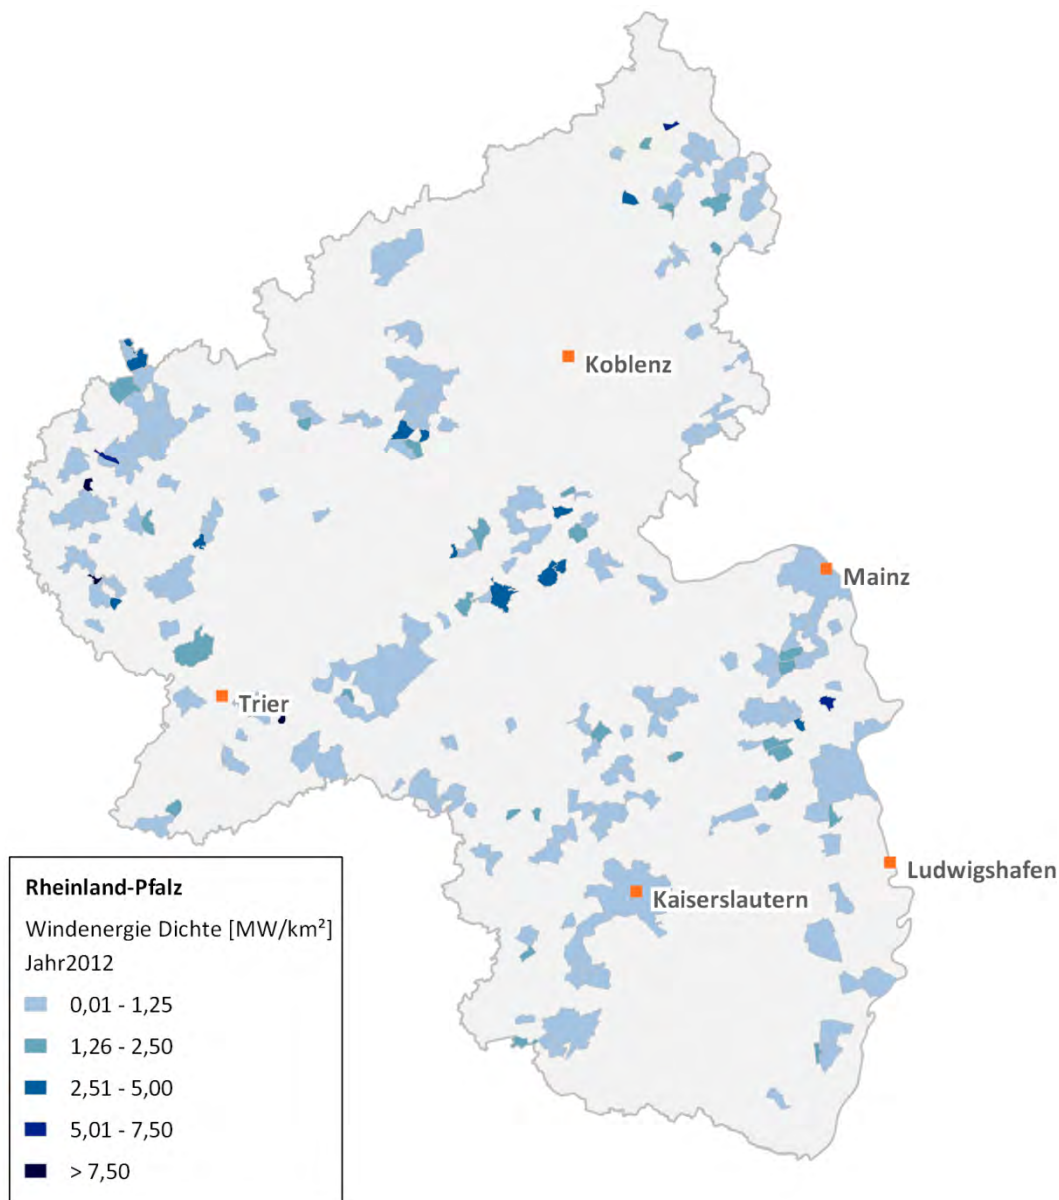 Koblenz
Mainz
Trier
Ludwigshafen
Kaiserslautern
Rheinland-Pfalz
Windenergie Dichte [MW/km²]
Jahr2012
0,01 - 1,25
1,26 - 2,50
2,51 - 5,00
5,01 - 7,50
> 7,50